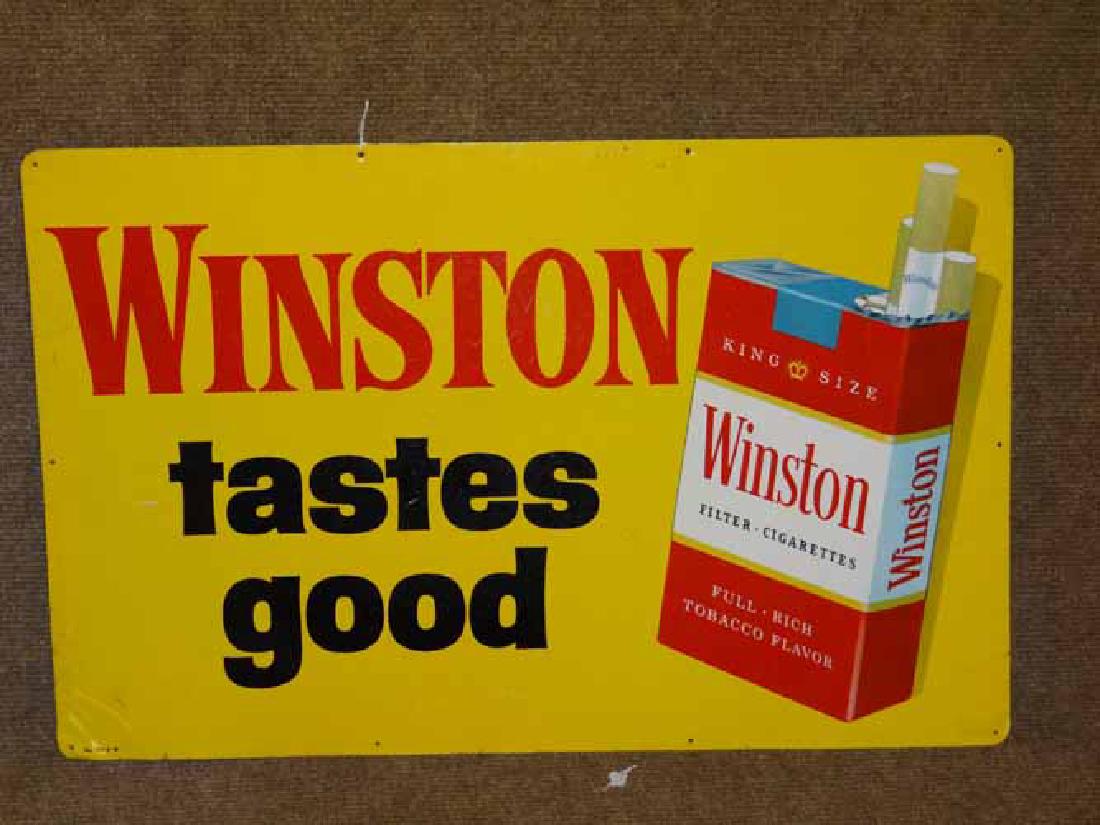 WINSTON
tastes
good
KING SIZE
Winston
FILTER · CIGARETTES
FULL · RICH
TOBACCO FLAVOR
Winston